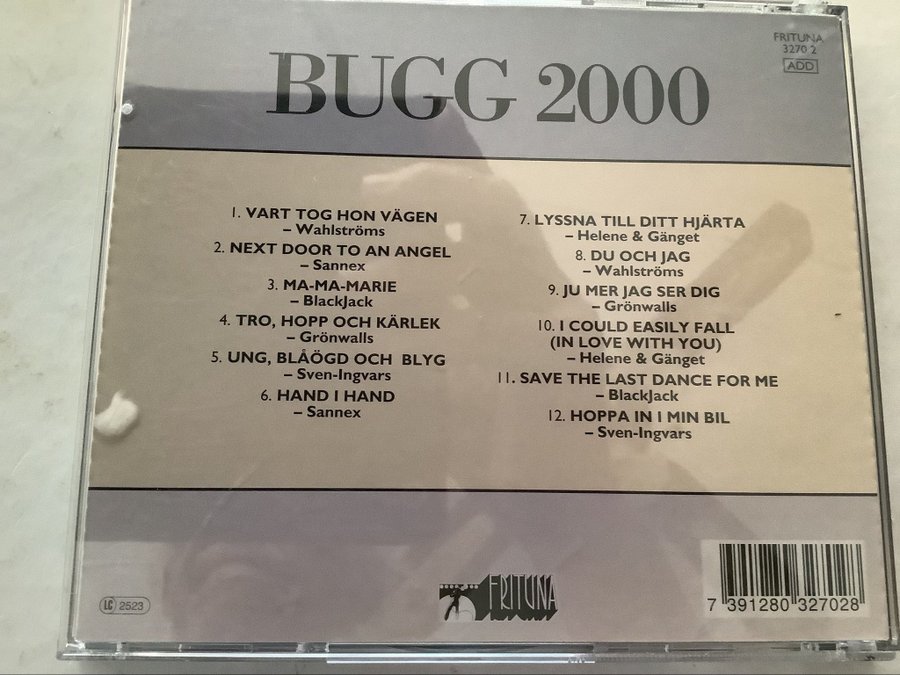 BUGG 2000
FRITUNA
3270 2
ADD
1. VART TOG HON VÄGEN
– Wahlströms
2. NEXT DOOR TO AN ANGEL
– Sannex
3. MA-MA-MARIE
– BlackJack
4. TRO, HOPP OCH KÄRLEK
– Grönwalls
5. UNG, BLÅÖGD OCH BLYG
– Sven-Ingvars
6. HAND I HAND
– Sannex
7. LYSSNA TILL DITT HJÄRTA
– Helene & Gänget
8. DU OCH JAG
– Wahlströms
9. JU MER JAG SER DIG
– Grönwalls
10. I COULD EASILY FALL
(IN LOVE WITH YOU)
– Helene & Gänget
11. SAVE THE LAST DANCE FOR ME
– BlackJack
12. HOPPA IN I MIN BIL
– Sven-Ingvars
LC 2523
FRITUNA
7 391280 327028